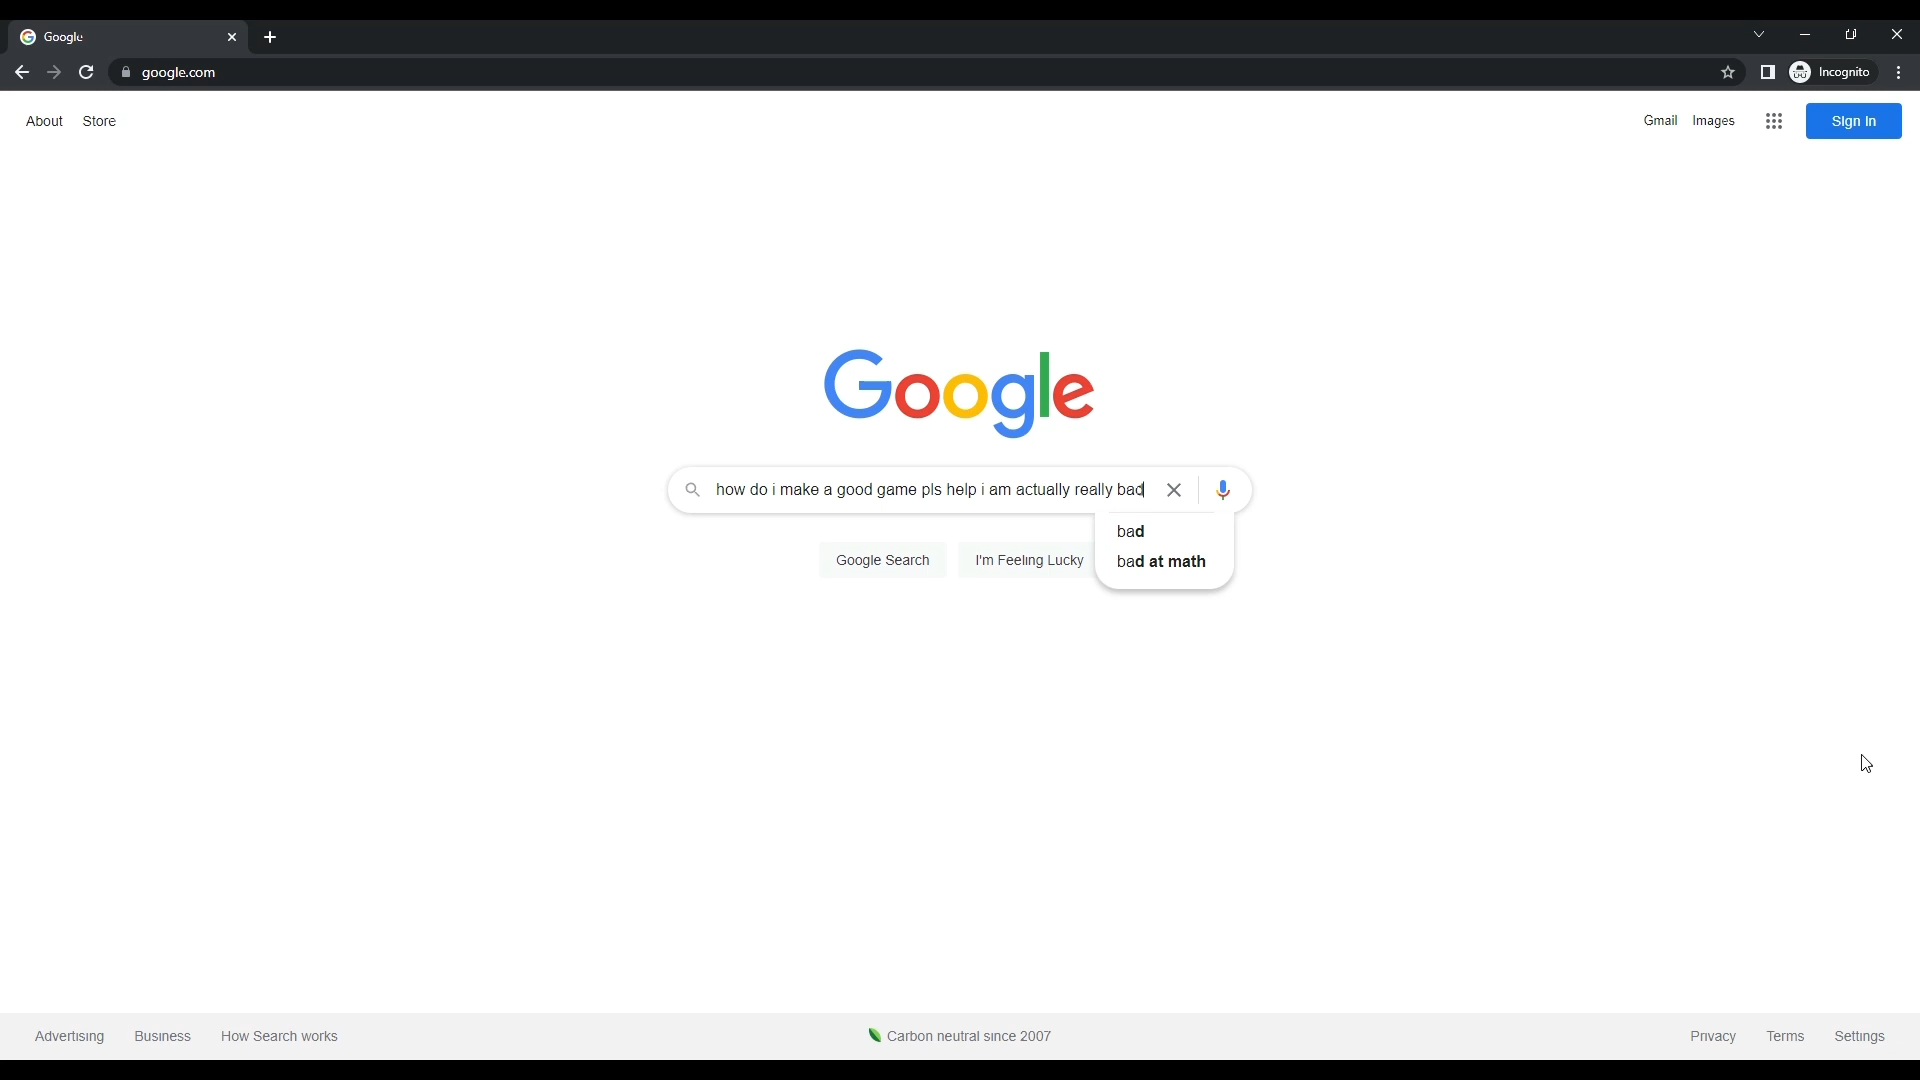 Google
google.com
Incognito
About Store
Gmail Images Sign in
Google
how do i make a good game pls help i am actually really bad
bad
bad at math
Google Search I'm Feeling Lucky
Advertising Business How Search works
Carbon neutral since 2007
Privacy Terms Settings